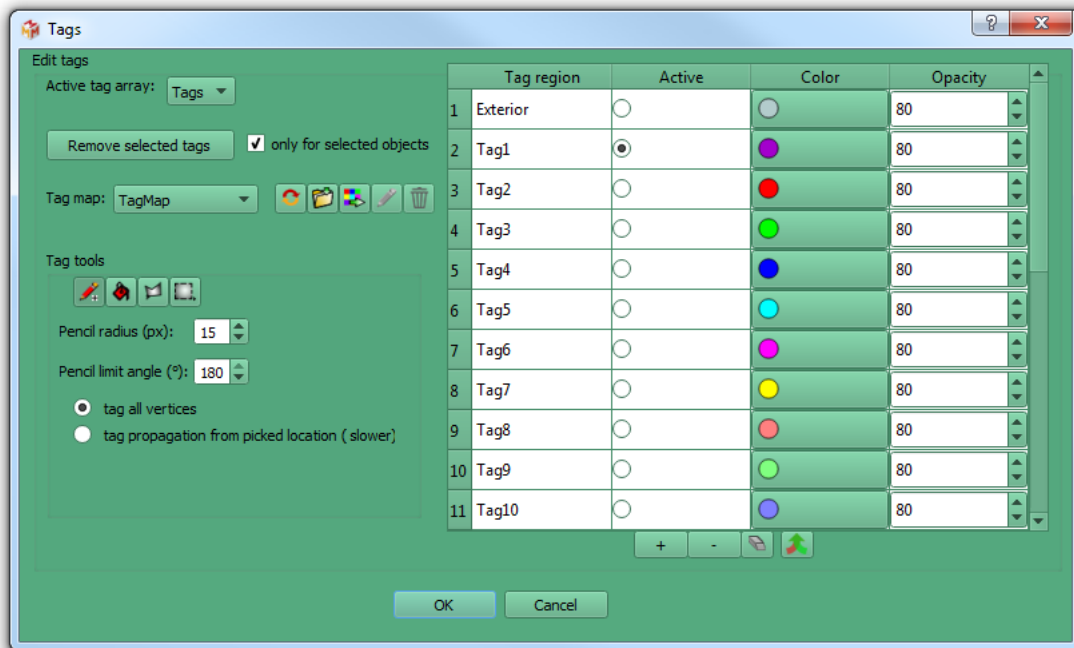 Tags
Edit tags
Active tag array: Tags
Remove selected tags only for selected objects
Tag map: TagMap
Tag tools
Pencil radius (px): 15
Pencil limit angle (º): 180
tag all vertices
tag propagation from picked location ( slower)
Tag region Active Color Opacity
1 Exterior 80
2 Tag1 80
3 Tag2 80
4 Tag3 80
5 Tag4 80
6 Tag5 80
7 Tag6 80
8 Tag7 80
9 Tag8 80
10 Tag9 80
11 Tag10 80
+ -
OK Cancel